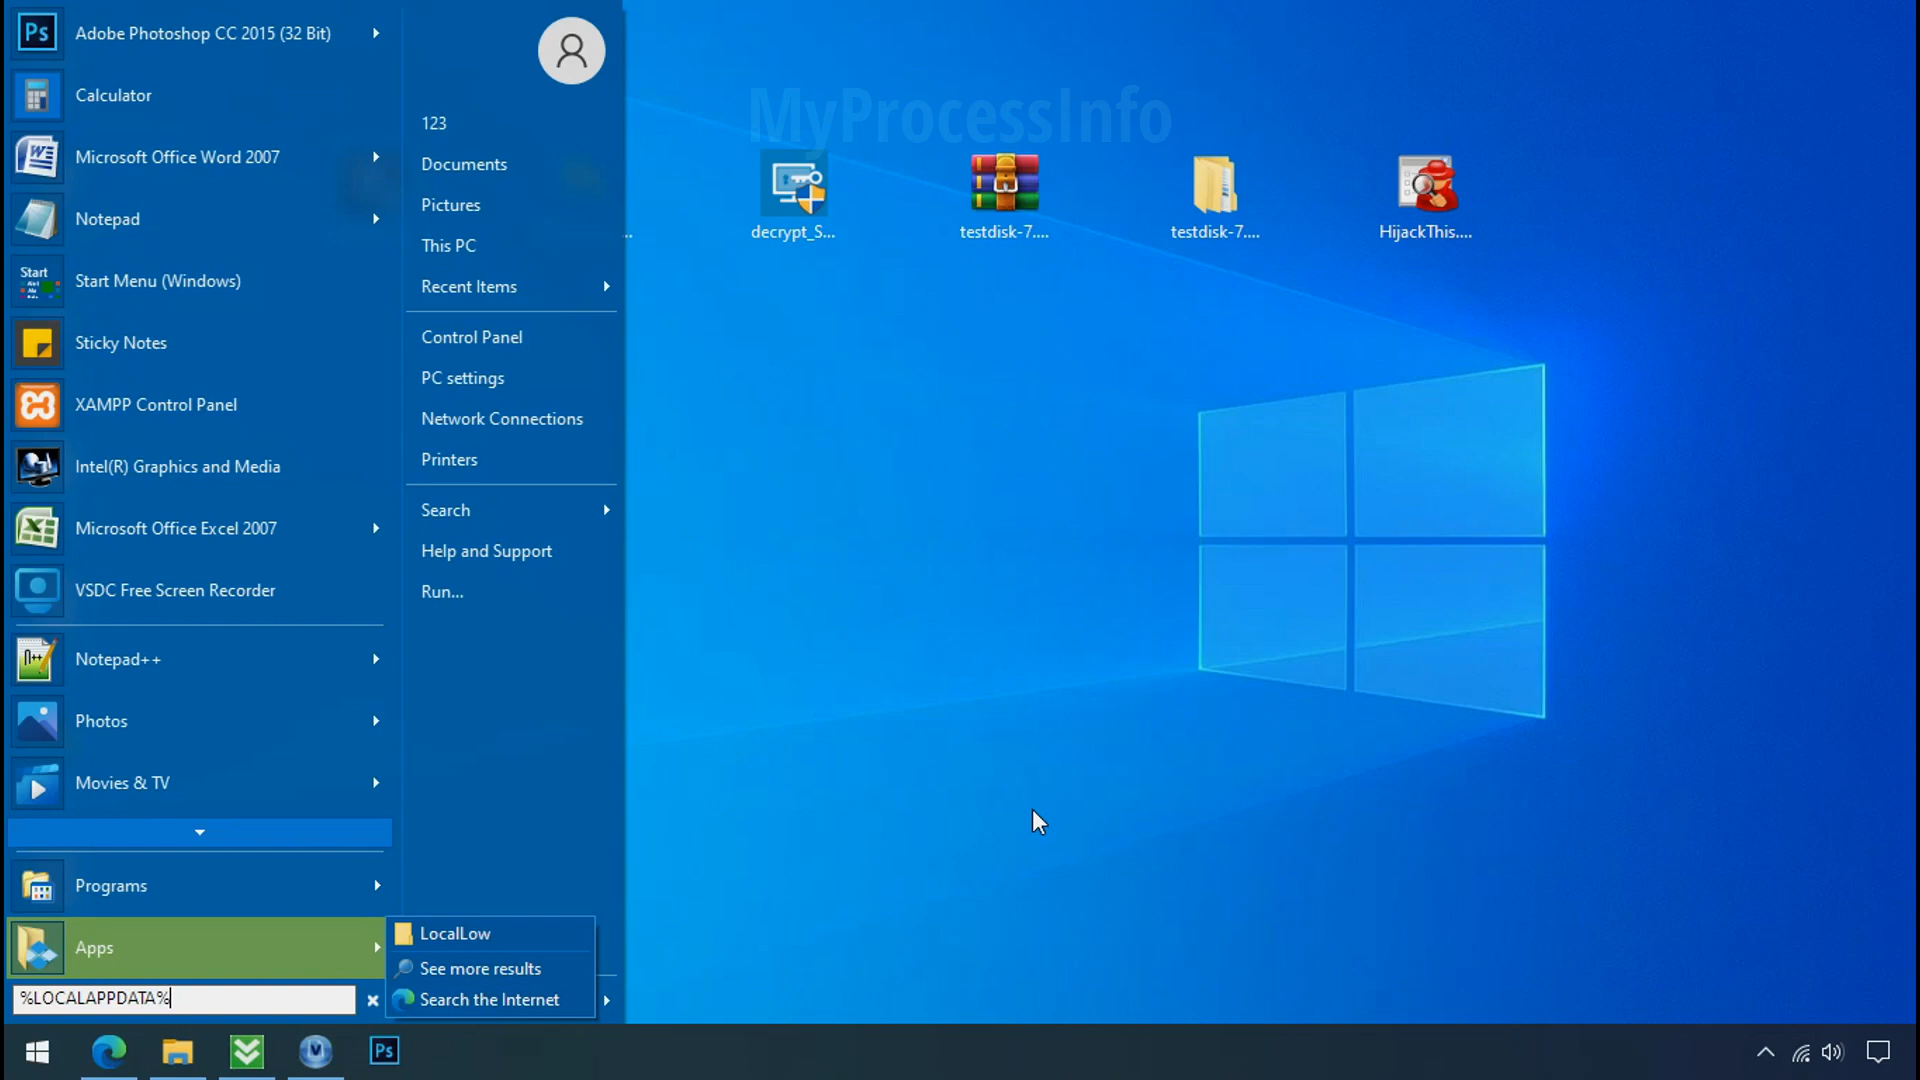 Adobe Photoshop CC 2015 (32 Bit)
Calculator
Microsoft Office Word 2007
Notepad
Start
Start Menu (Windows)
Sticky Notes
XAMPP Control Panel
Intel(R) Graphics and Media
Microsoft Office Excel 2007
VSDC Free Screen Recorder
Notepad++
Photos
Movies & TV
Programs
Apps
%LOCALAPPDATA%
123
Documents
Pictures
This PC
Recent Items
Control Panel
PC settings
Network Connections
Printers
Search
Help and Support
Run...
LocalLow
See more results
Search the Internet
MyProcessInfo
...
decrypt_S...
testdisk-7....
testdisk-7....
HijackThis....
Ps
Ps